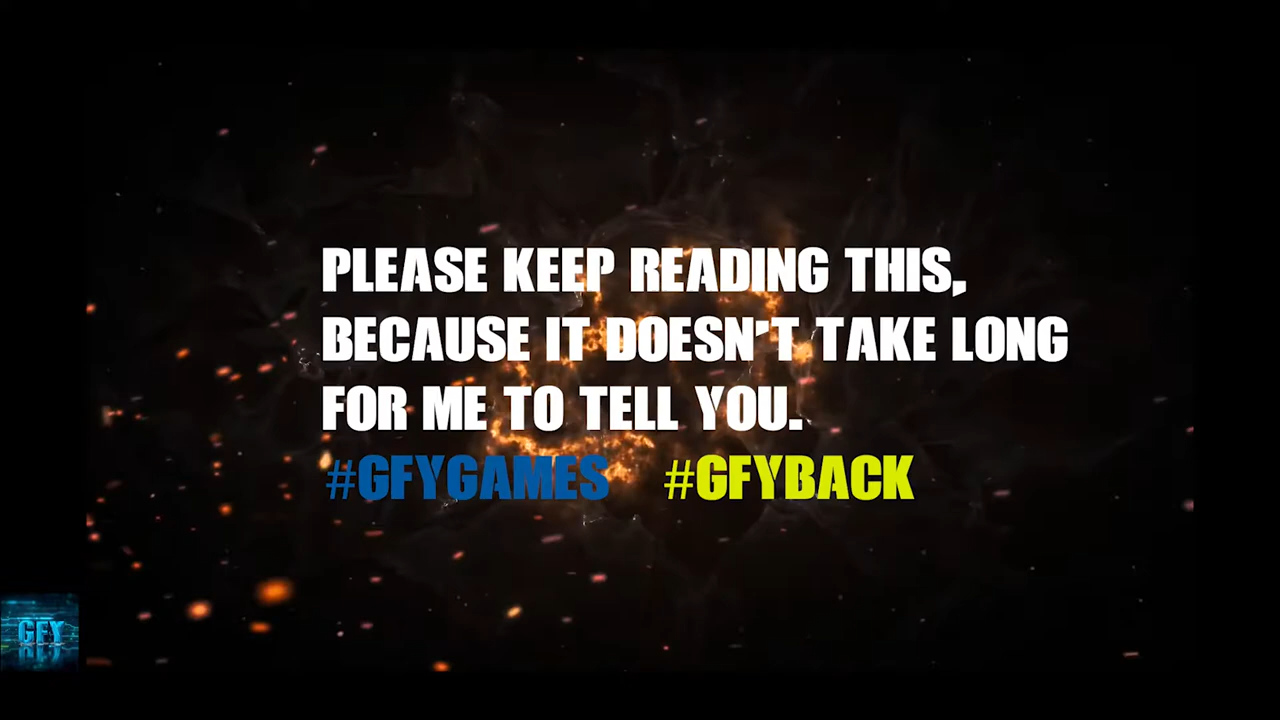 PLEASE KEEP READING THIS,
BECAUSE IT DOESN'T TAKE LONG
FOR ME TO TELL YOU.
#GFYGAMES #GFYBACK
GFY